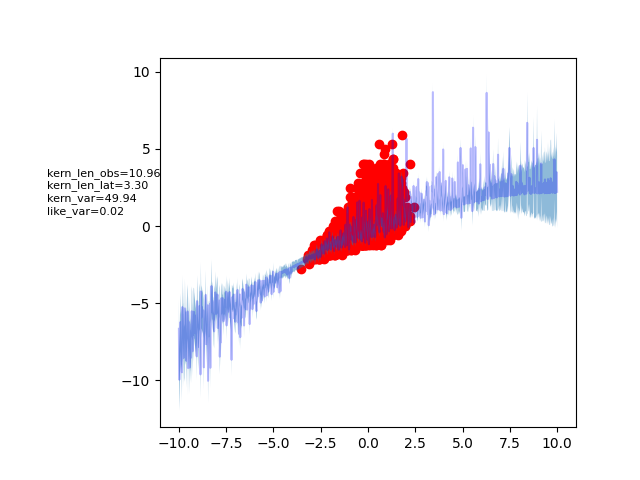 10
5
0
−5
−10
kern_len_obs=10.96
kern_len_lat=3.30
kern_var=49.94
like_var=0.02
−10.0 −7.5 −5.0 −2.5 0.0 2.5 5.0 7.5 10.0